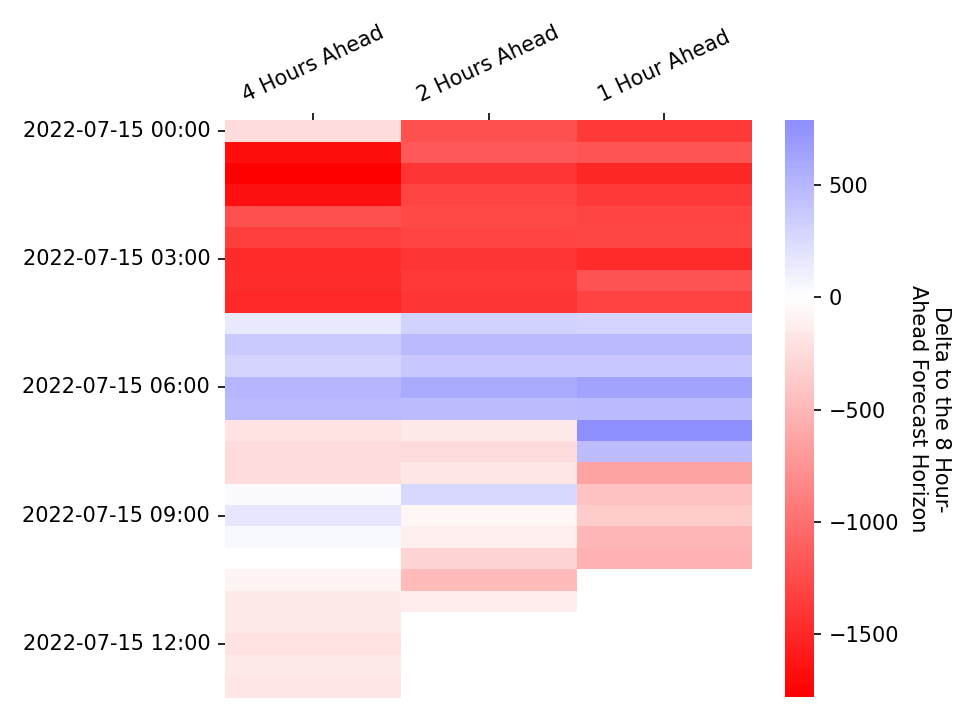 4 Hours Ahead
2 Hours Ahead
1 Hour Ahead
2022-07-15 00:00
2022-07-15 03:00
2022-07-15 06:00
2022-07-15 09:00
2022-07-15 12:00
500
0
−500
−1000
−1500
Delta to the 8 Hour-
Ahead Forecast Horizon